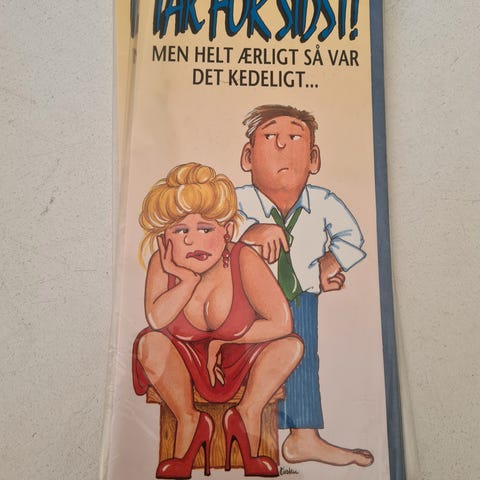 TAK FOR SIDST!
MEN HELT ÆRLIGT SÅ VAR
DET KEDELIGT...